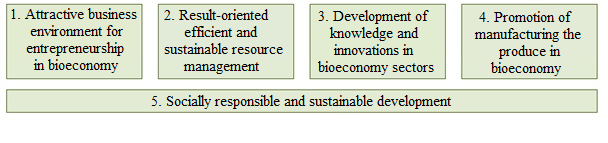 1. Attractive business
environment for
entrepreneurship
in bioeconomy
2. Result-oriented
efficient and
sustainable resource
management
3. Development of
knowledge and
innovations in
bioeconomy sectors
4. Promotion of
manufacturing the
produce in
bioeconomy
5. Socially responsible and sustainable development